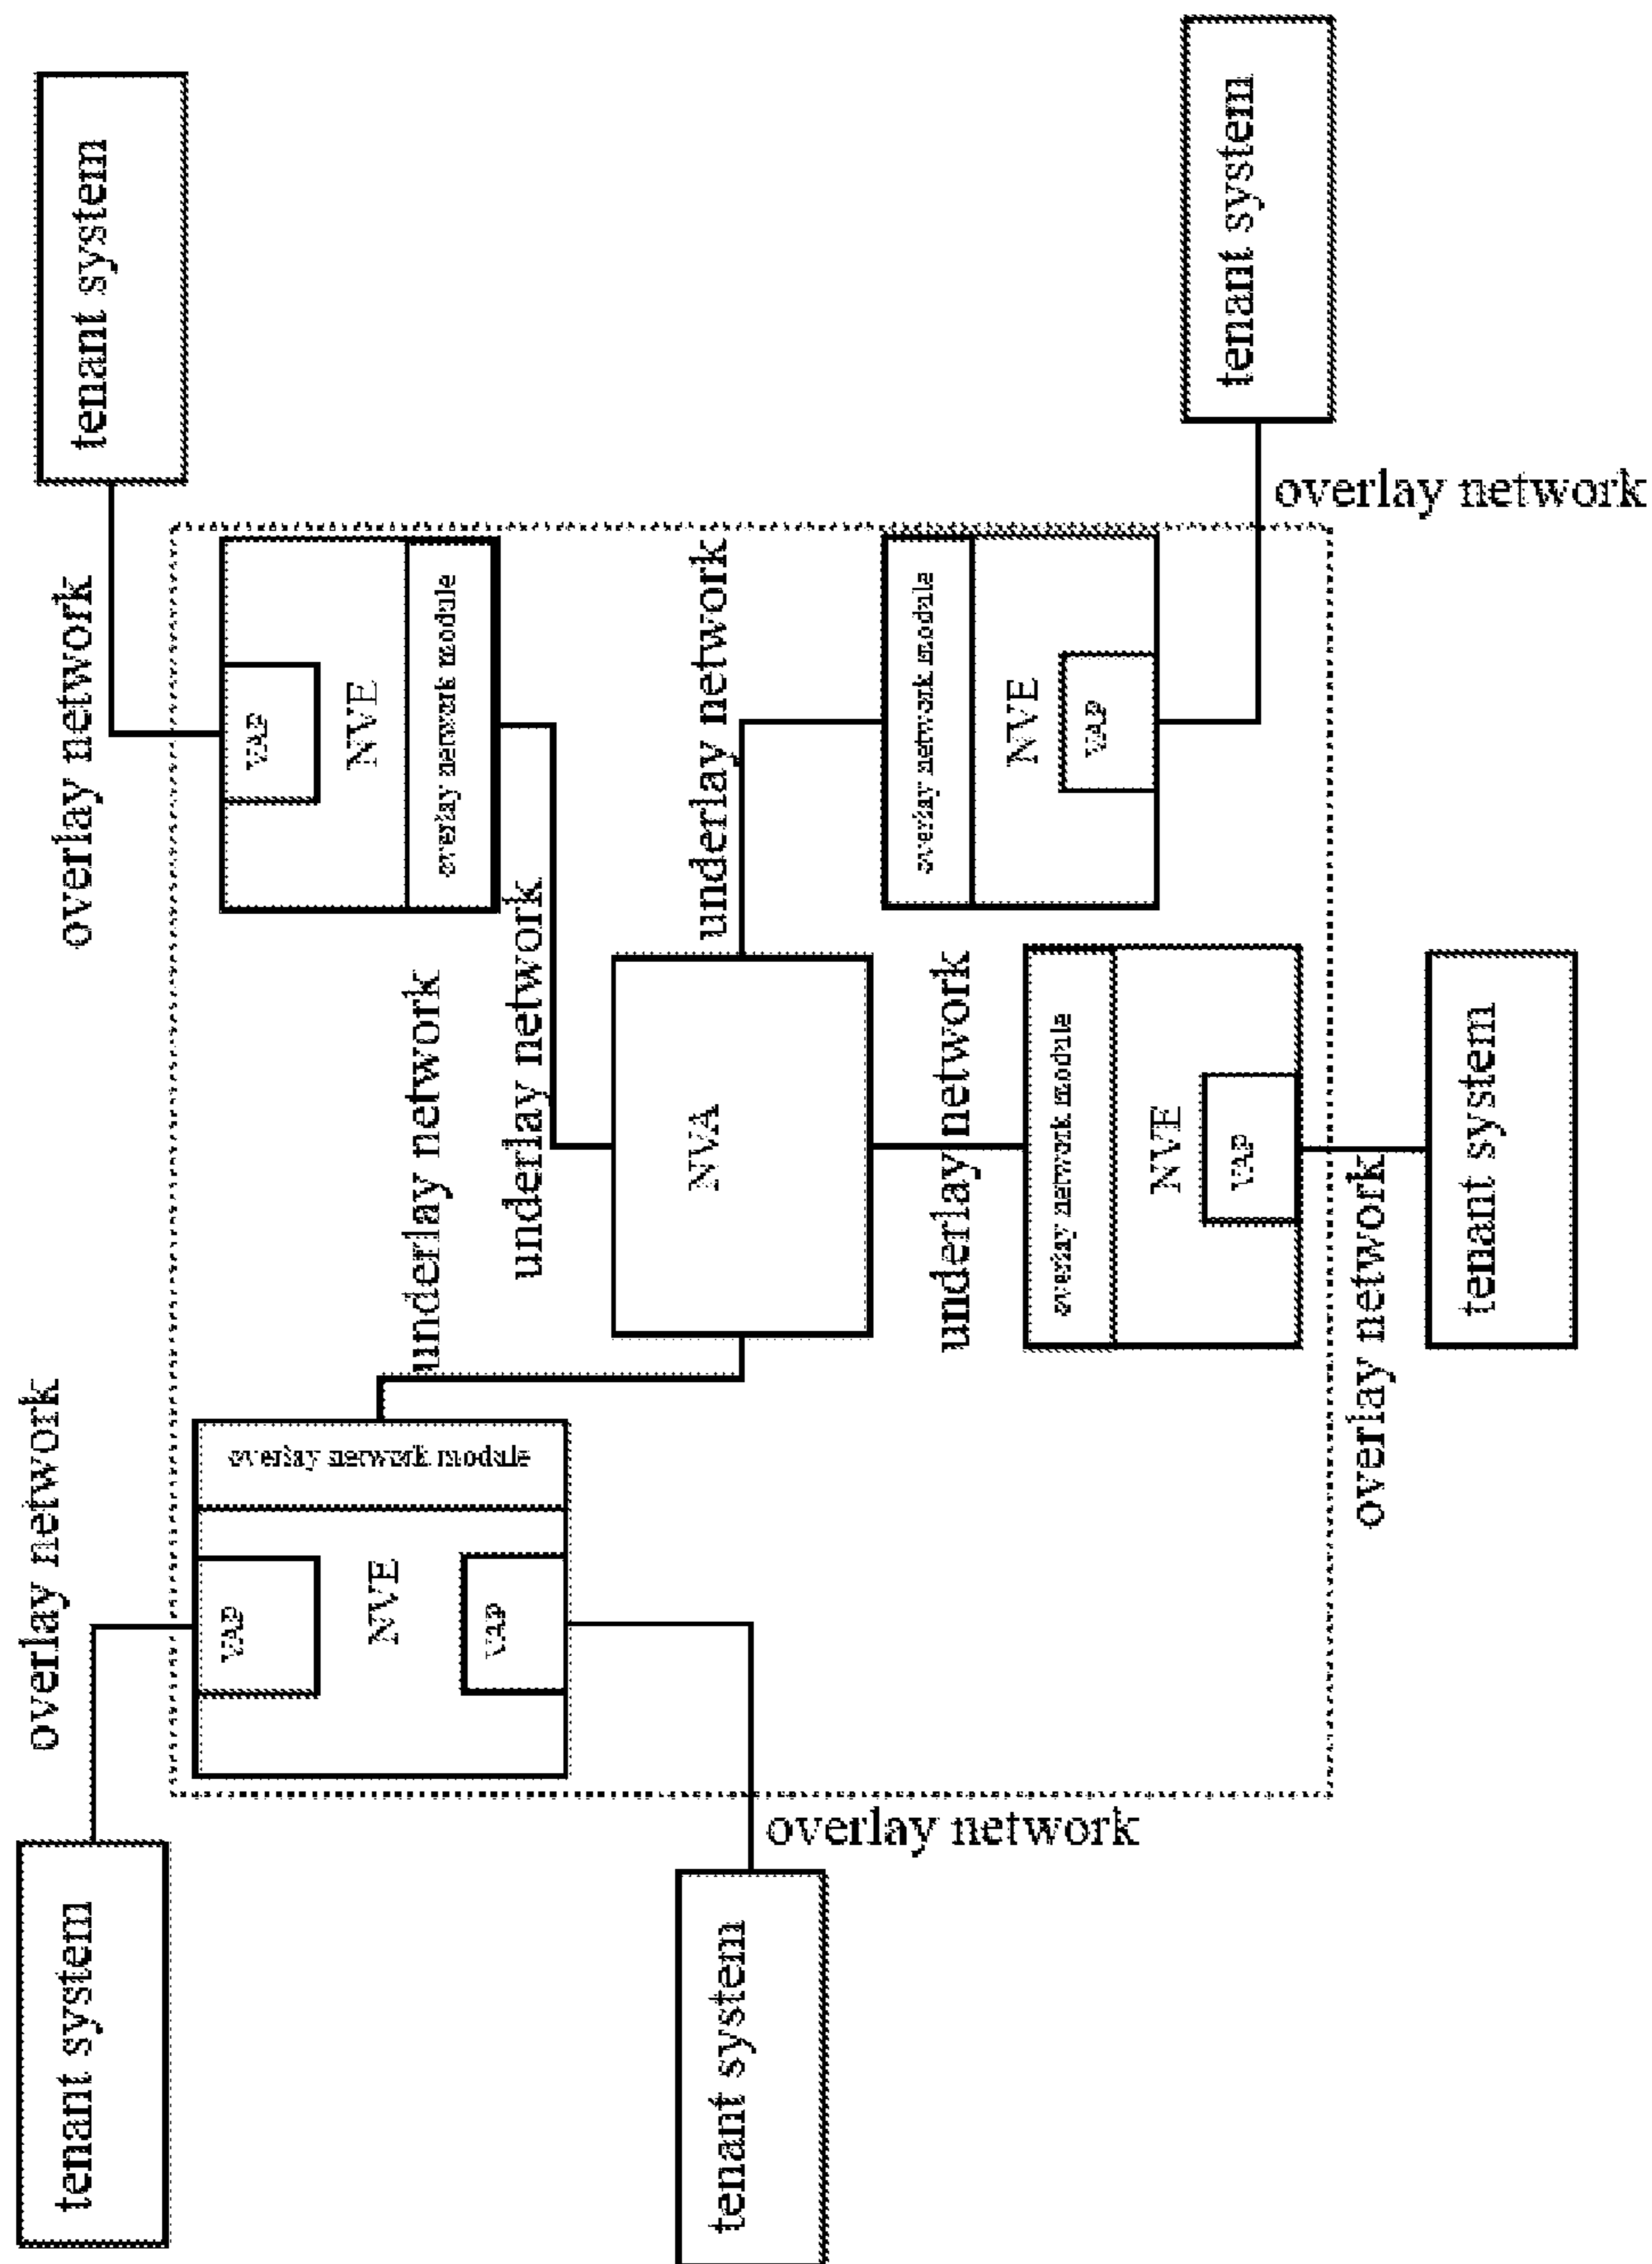 tenant system
overlay network
tenant system
overlay network
VAP
NVE
VAP
overlay network module
VAP
NVE
overlay network module
underlay network
underlay network
NVA
underlay network
underlay network
tenant system
overlay network
overlay network module
NVE
VAP
overlay network module
NVE
VAP
overlay network
tenant system
overlay network
tenant system